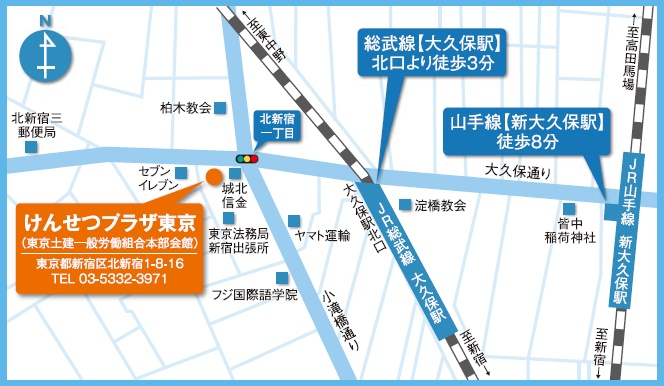 N
至東中野
総武線【大久保駅】
北口より徒歩3分
至高田馬場
柏木教会
北新宿
一丁目
山手線【新大久保駅】
徒歩8分
北新宿三
郵便局
大久保通り
セブン
イレブン
城北
信金
大久保駅北口
淀橋教会
皆中
稲荷神社
けんせつプラザ東京
(東京土建一般労働組合本部会館)
東京都新宿区北新宿1-8-16
TEL 03-5332-3971
東京法務局
新宿出張所
ヤマト運輸
フジ国際語学院
小滝橋通り
JR総武線 大久保駅
JR山手線 新大久保駅
至新宿
至新宿